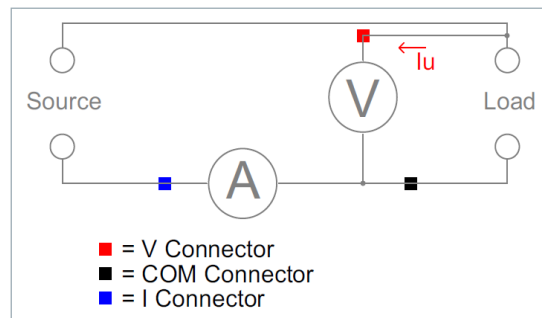 Iu
Source
V
Load
A
= V Connector
= COM Connector
= I Connector